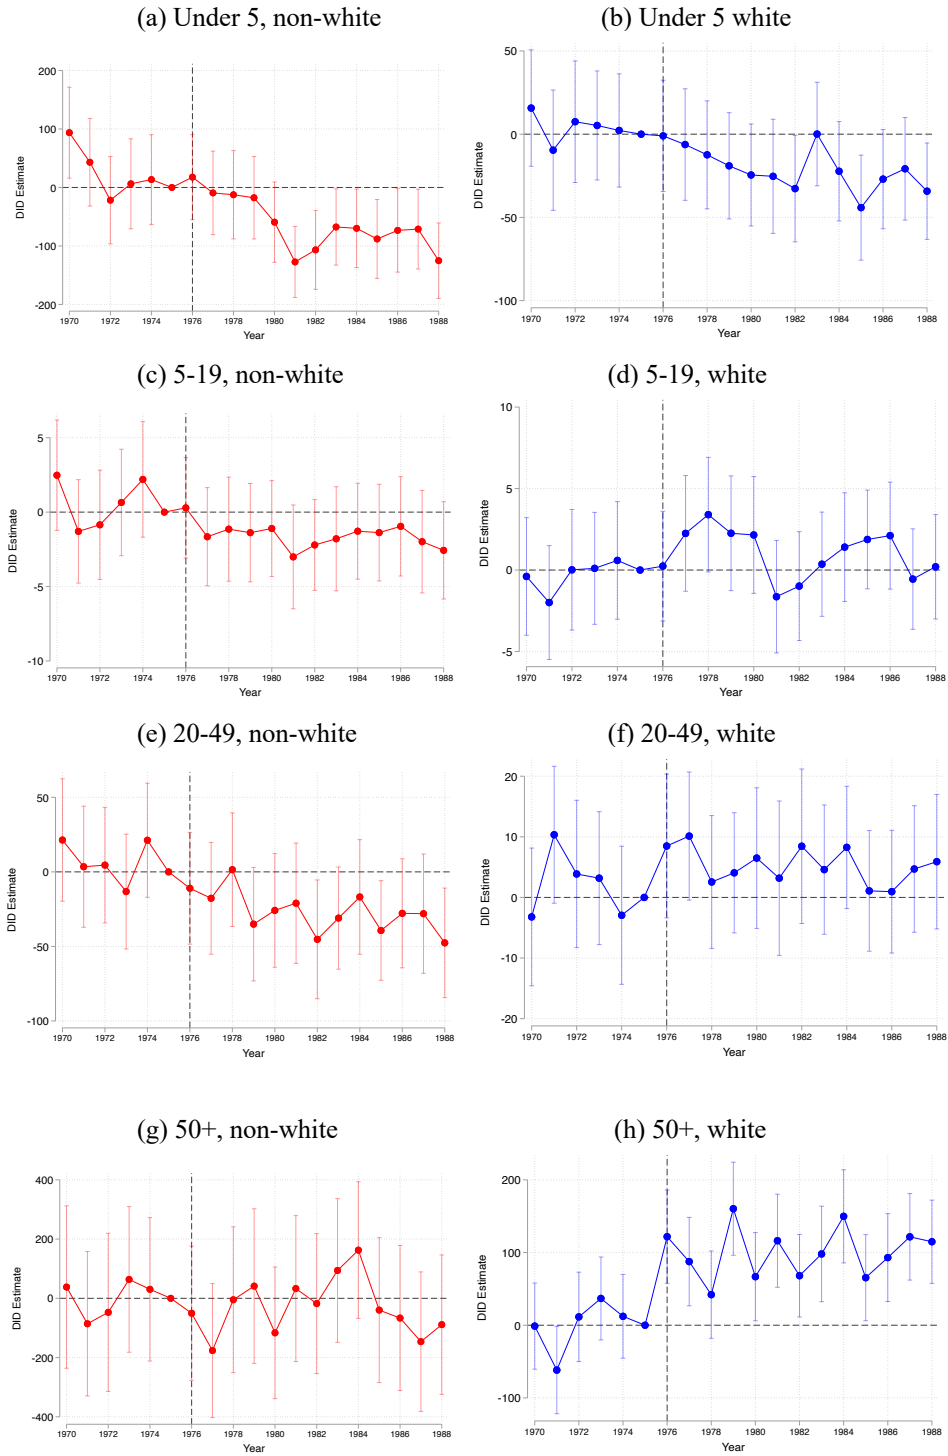 (a) Under 5, non-white
(b) Under 5 white
200
100
0
-100
-200
DID Estimate
1970 1972 1974 1976 1978 1980 1982 1984 1986 1988
Year
50
0
-50
-100
DID Estimate
1970 1972 1974 1976 1978 1980 1982 1984 1986 1988
Year
(c) 5-19, non-white
(d) 5-19, white
5
0
-5
-10
DID Estimate
1970 1972 1974 1976 1978 1980 1982 1984 1986 1988
Year
10
5
0
-5
DID Estimate
1970 1972 1974 1976 1978 1980 1982 1984 1986 1988
Year
(e) 20-49, non-white
(f) 20-49, white
50
0
-50
-100
DID Estimate
1970 1972 1974 1976 1978 1980 1982 1984 1986 1988
Year
20
10
0
-10
-20
DID Estimate
1970 1972 1974 1976 1978 1980 1982 1984 1986 1988
Year
(g) 50+, non-white
(h) 50+, white
400
200
0
-200
-400
DID Estimate
1970 1972 1974 1976 1978 1980 1982 1984 1986 1988
Year
200
100
0
-100
DID Estimate
1970 1972 1974 1976 1978 1980 1982 1984 1986 1988
Year